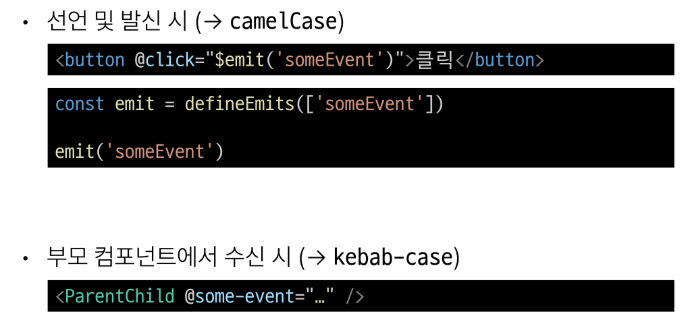 • 선언 및 발신 시 (→ camelCase)
<button @click="$emit('someEvent')">클릭</button>
const emit = defineEmits(['someEvent'])
emit('someEvent')
• 부모 컴포넌트에서 수신 시 (→ kebab-case)
<ParentChild @some-event="…" />